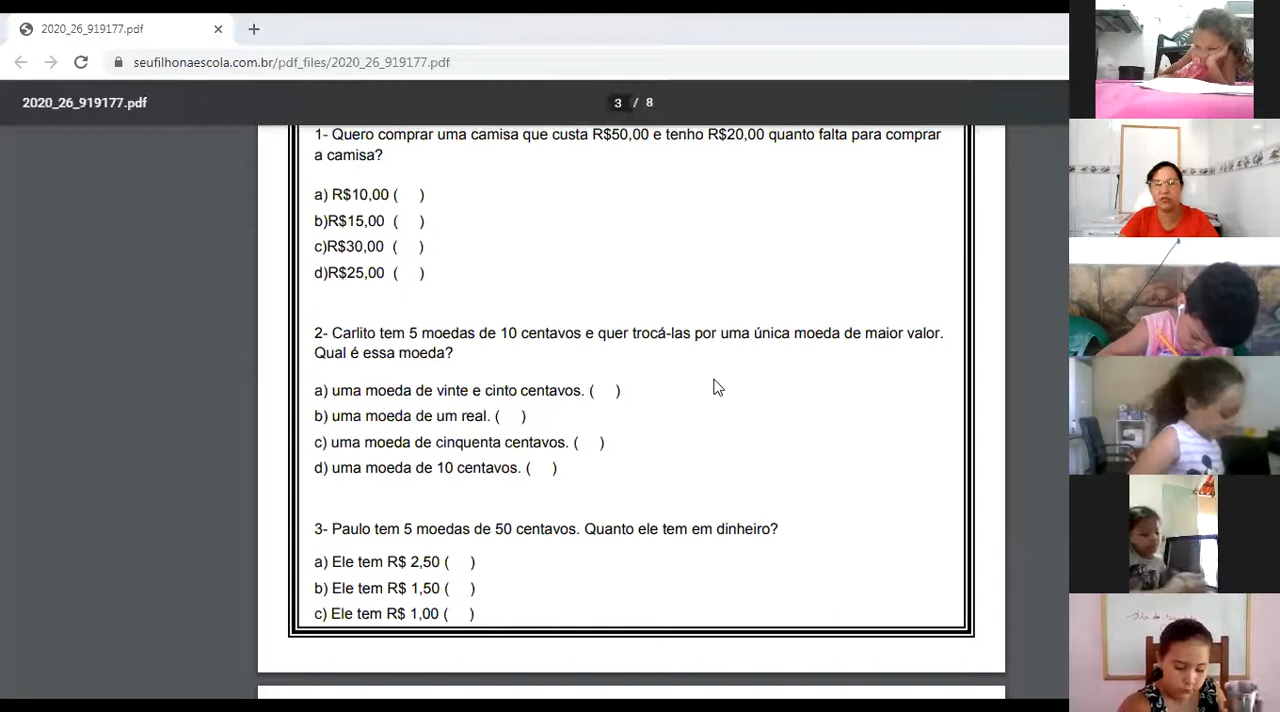 2020_26_919177.pdf
seufilhonaescola.com.br/pdf_files/2020_26_919177.pdf
2020_26_919177.pdf
3 / 8
1- Quero comprar uma camisa que custa R$50,00 e tenho R$20,00 quanto falta para comprar
a camisa?
a) R$10,00 ( )
b)R$15,00 ( )
c)R$30,00 ( )
d)R$25,00 ( )
2- Carlito tem 5 moedas de 10 centavos e quer trocá-las por uma única moeda de maior valor.
Qual é essa moeda?
a) uma moeda de vinte e cinto centavos. ( )
b) uma moeda de um real. ( )
c) uma moeda de cinquenta centavos. ( )
d) uma moeda de 10 centavos. ( )
3- Paulo tem 5 moedas de 50 centavos. Quanto ele tem em dinheiro?
a) Ele tem R$ 2,50 ( )
b) Ele tem R$ 1,50 ( )
c) Ele tem R$ 1,00 ( )